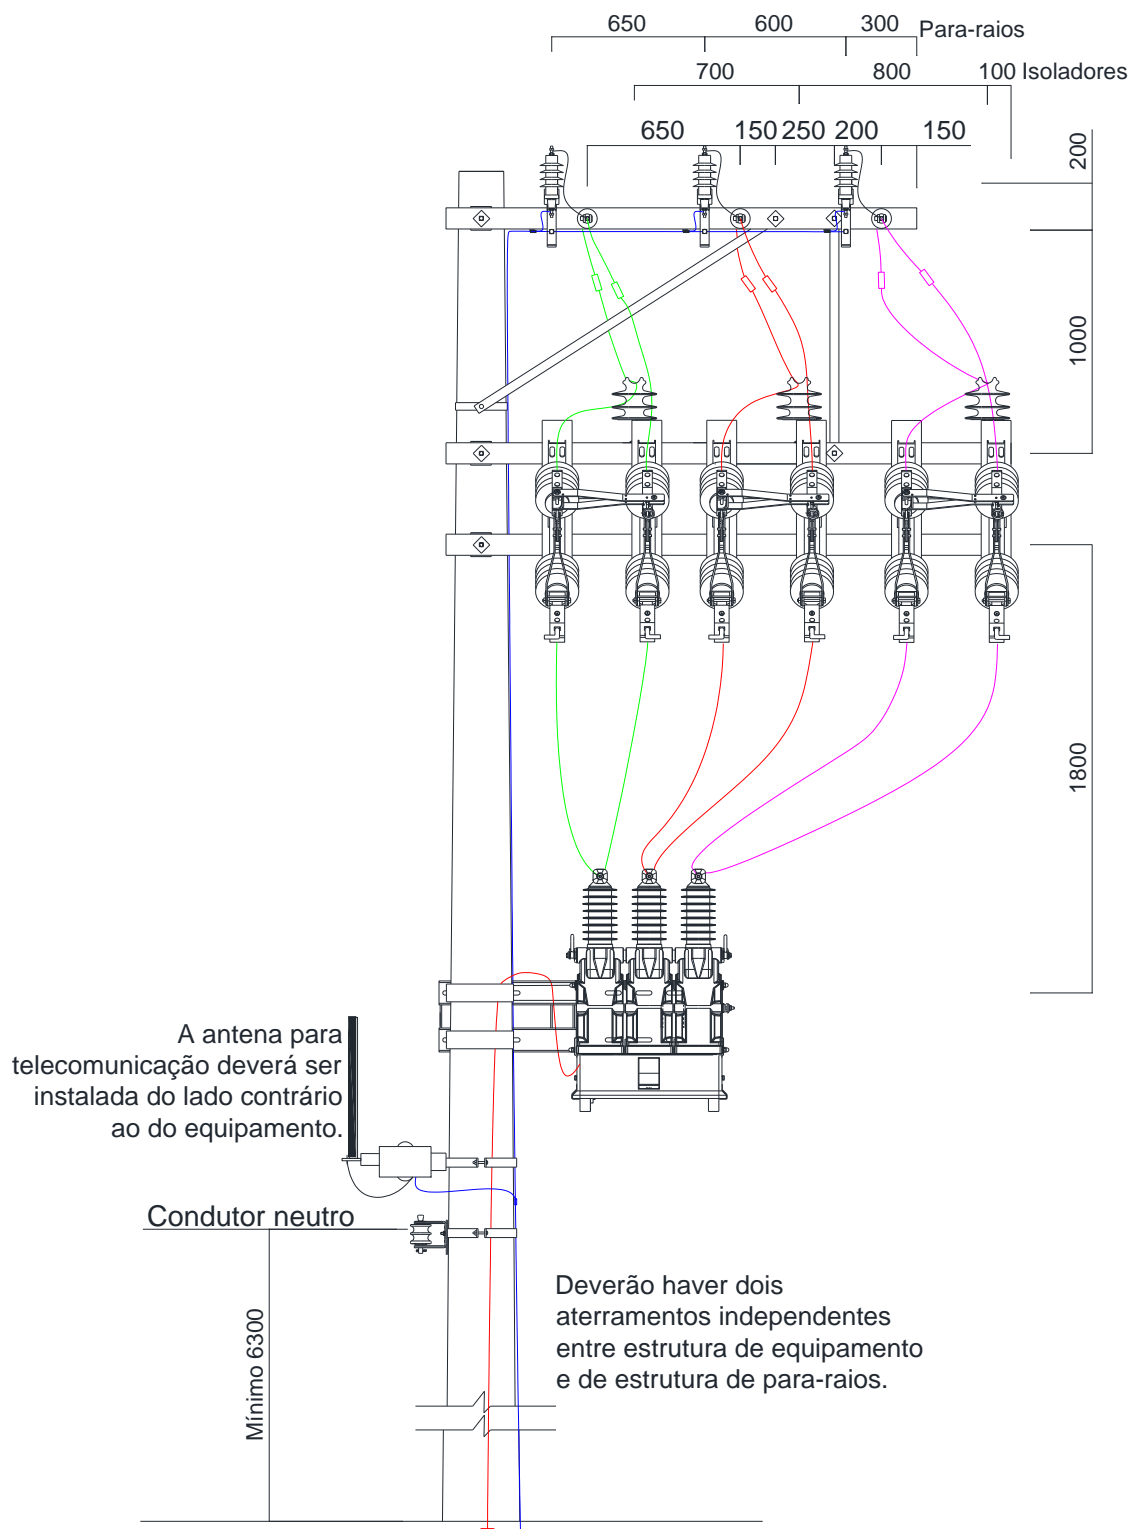 650
600
300
Para-raios
700
800
100 Isoladores
650
150
250
200
150
200
1000
1800
A antena para
telecomunicação deverá ser
instalada do lado contrário
ao do equipamento.
Condutor neutro
Mínimo 6300
Deverão haver dois
aterramentos independentes
entre estrutura de equipamento
e de estrutura de para-raios.